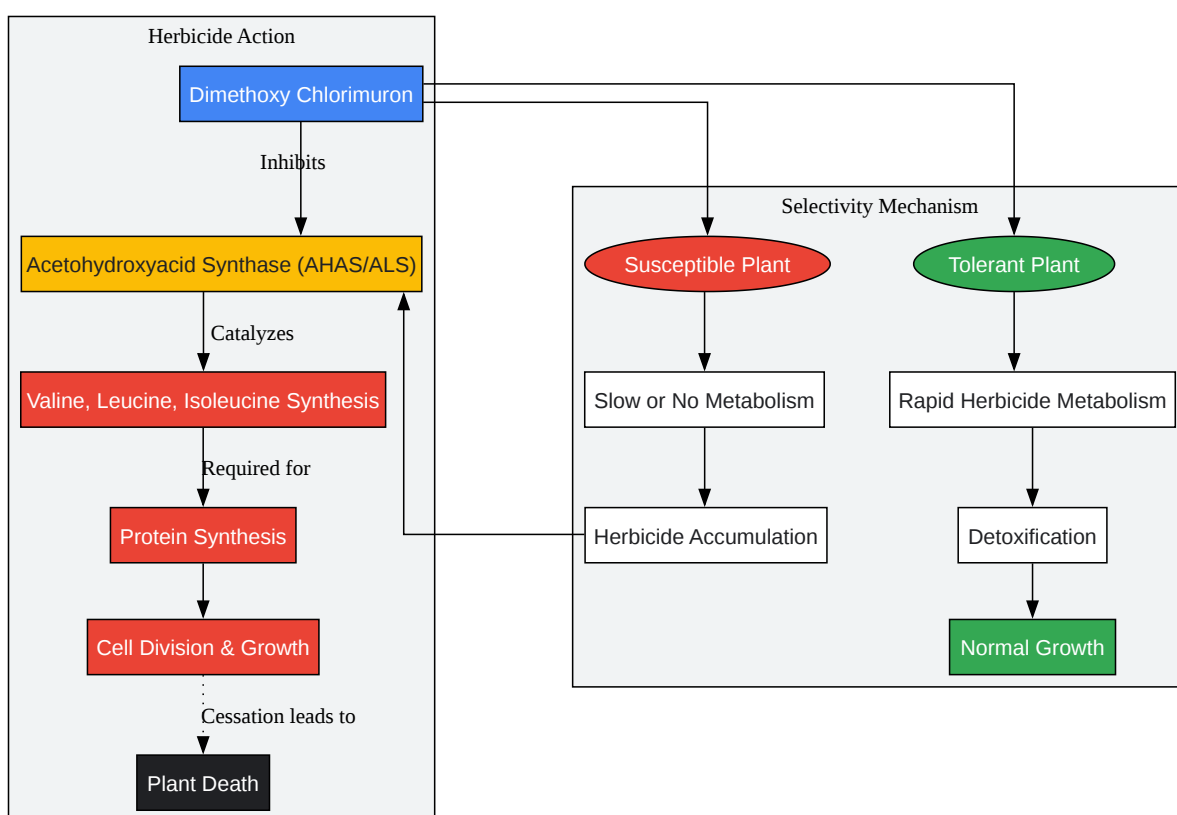 Herbicide Action
Dimethoxy Chlorimuron
Inhibits
Acetohydroxyacid Synthase (AHAS/ALS)
Catalyzes
Valine, Leucine, Isoleucine Synthesis
Required for
Protein Synthesis
Cell Division & Growth
Cessation leads to
Plant Death
Selectivity Mechanism
Susceptible Plant
Tolerant Plant
Slow or No Metabolism
Rapid Herbicide Metabolism
Herbicide Accumulation
Detoxification
Normal Growth